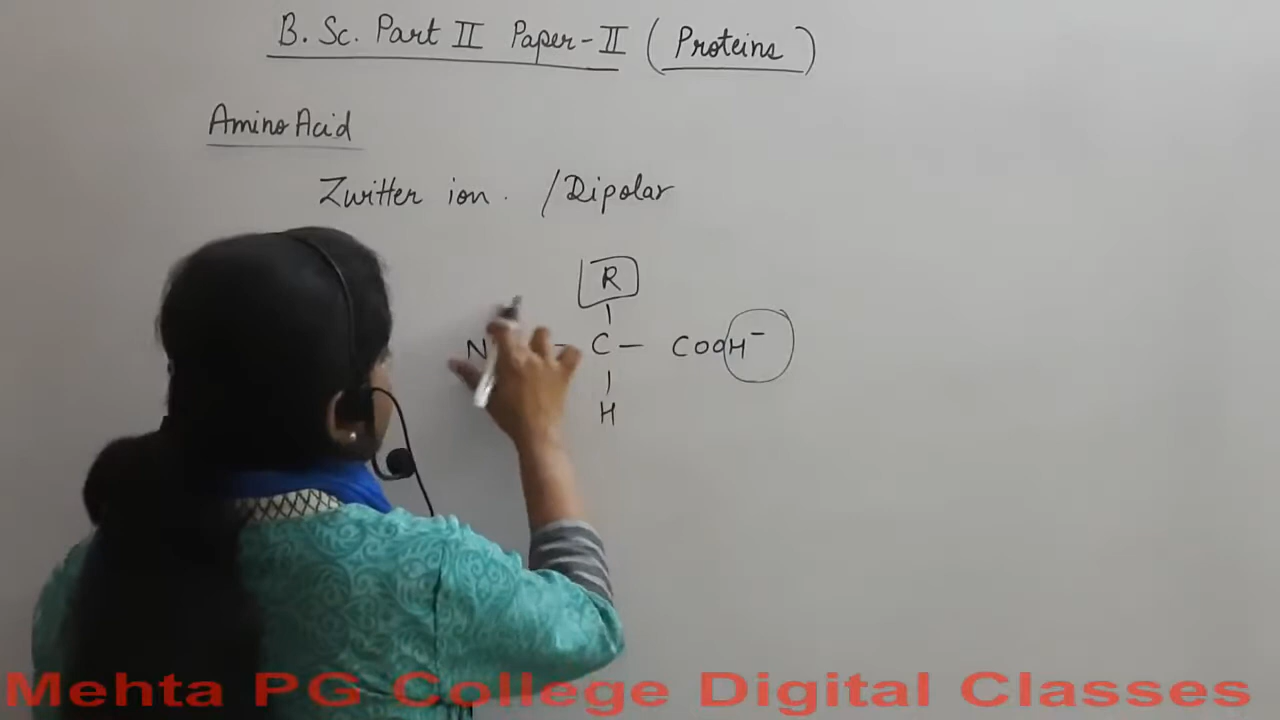 B. Sc. Part II Paper-II (Proteins)
Amino Acid
Zwitter ion. /Dipolar
R
N — C — COOH⁻
H
Mehta PG College Digital Classes